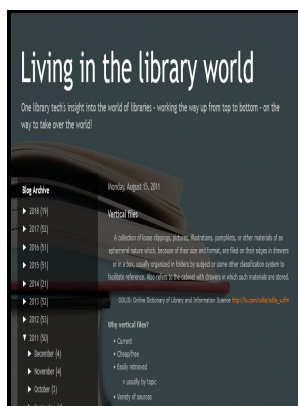 Living in the library world
One library tech's insight into the world of libraries - working the way up from top to bottom - on the
way to take over the world!
Blog Archive
► 2018 (19)
► 2017 (52)
► 2016 (51)
► 2015 (51)
► 2014 (21)
► 2013 (52)
► 2012 (53)
▼ 2011 (50)
► December (4)
► November (4)
► October (3)
Monday, August 15, 2011
Vertical files
A collection of loose clippings, pictures, illustrations, pamphlets, or other materials of an
ephemeral nature which, because of their size and format, are filed on their edges in drawers
or in a box, usually organized in folders by subject or some other classification system to
facilitate reference. Also refers to the cabinet with drawers in which such materials are stored.
ODLIS: Online Dictionary of Library and Information Science http://lu.com/odlis/odlis_v.cfm
Why vertical files?
• Current
• Cheap/Free
• Easily retrieved
o usually by topic
• Variety of sources